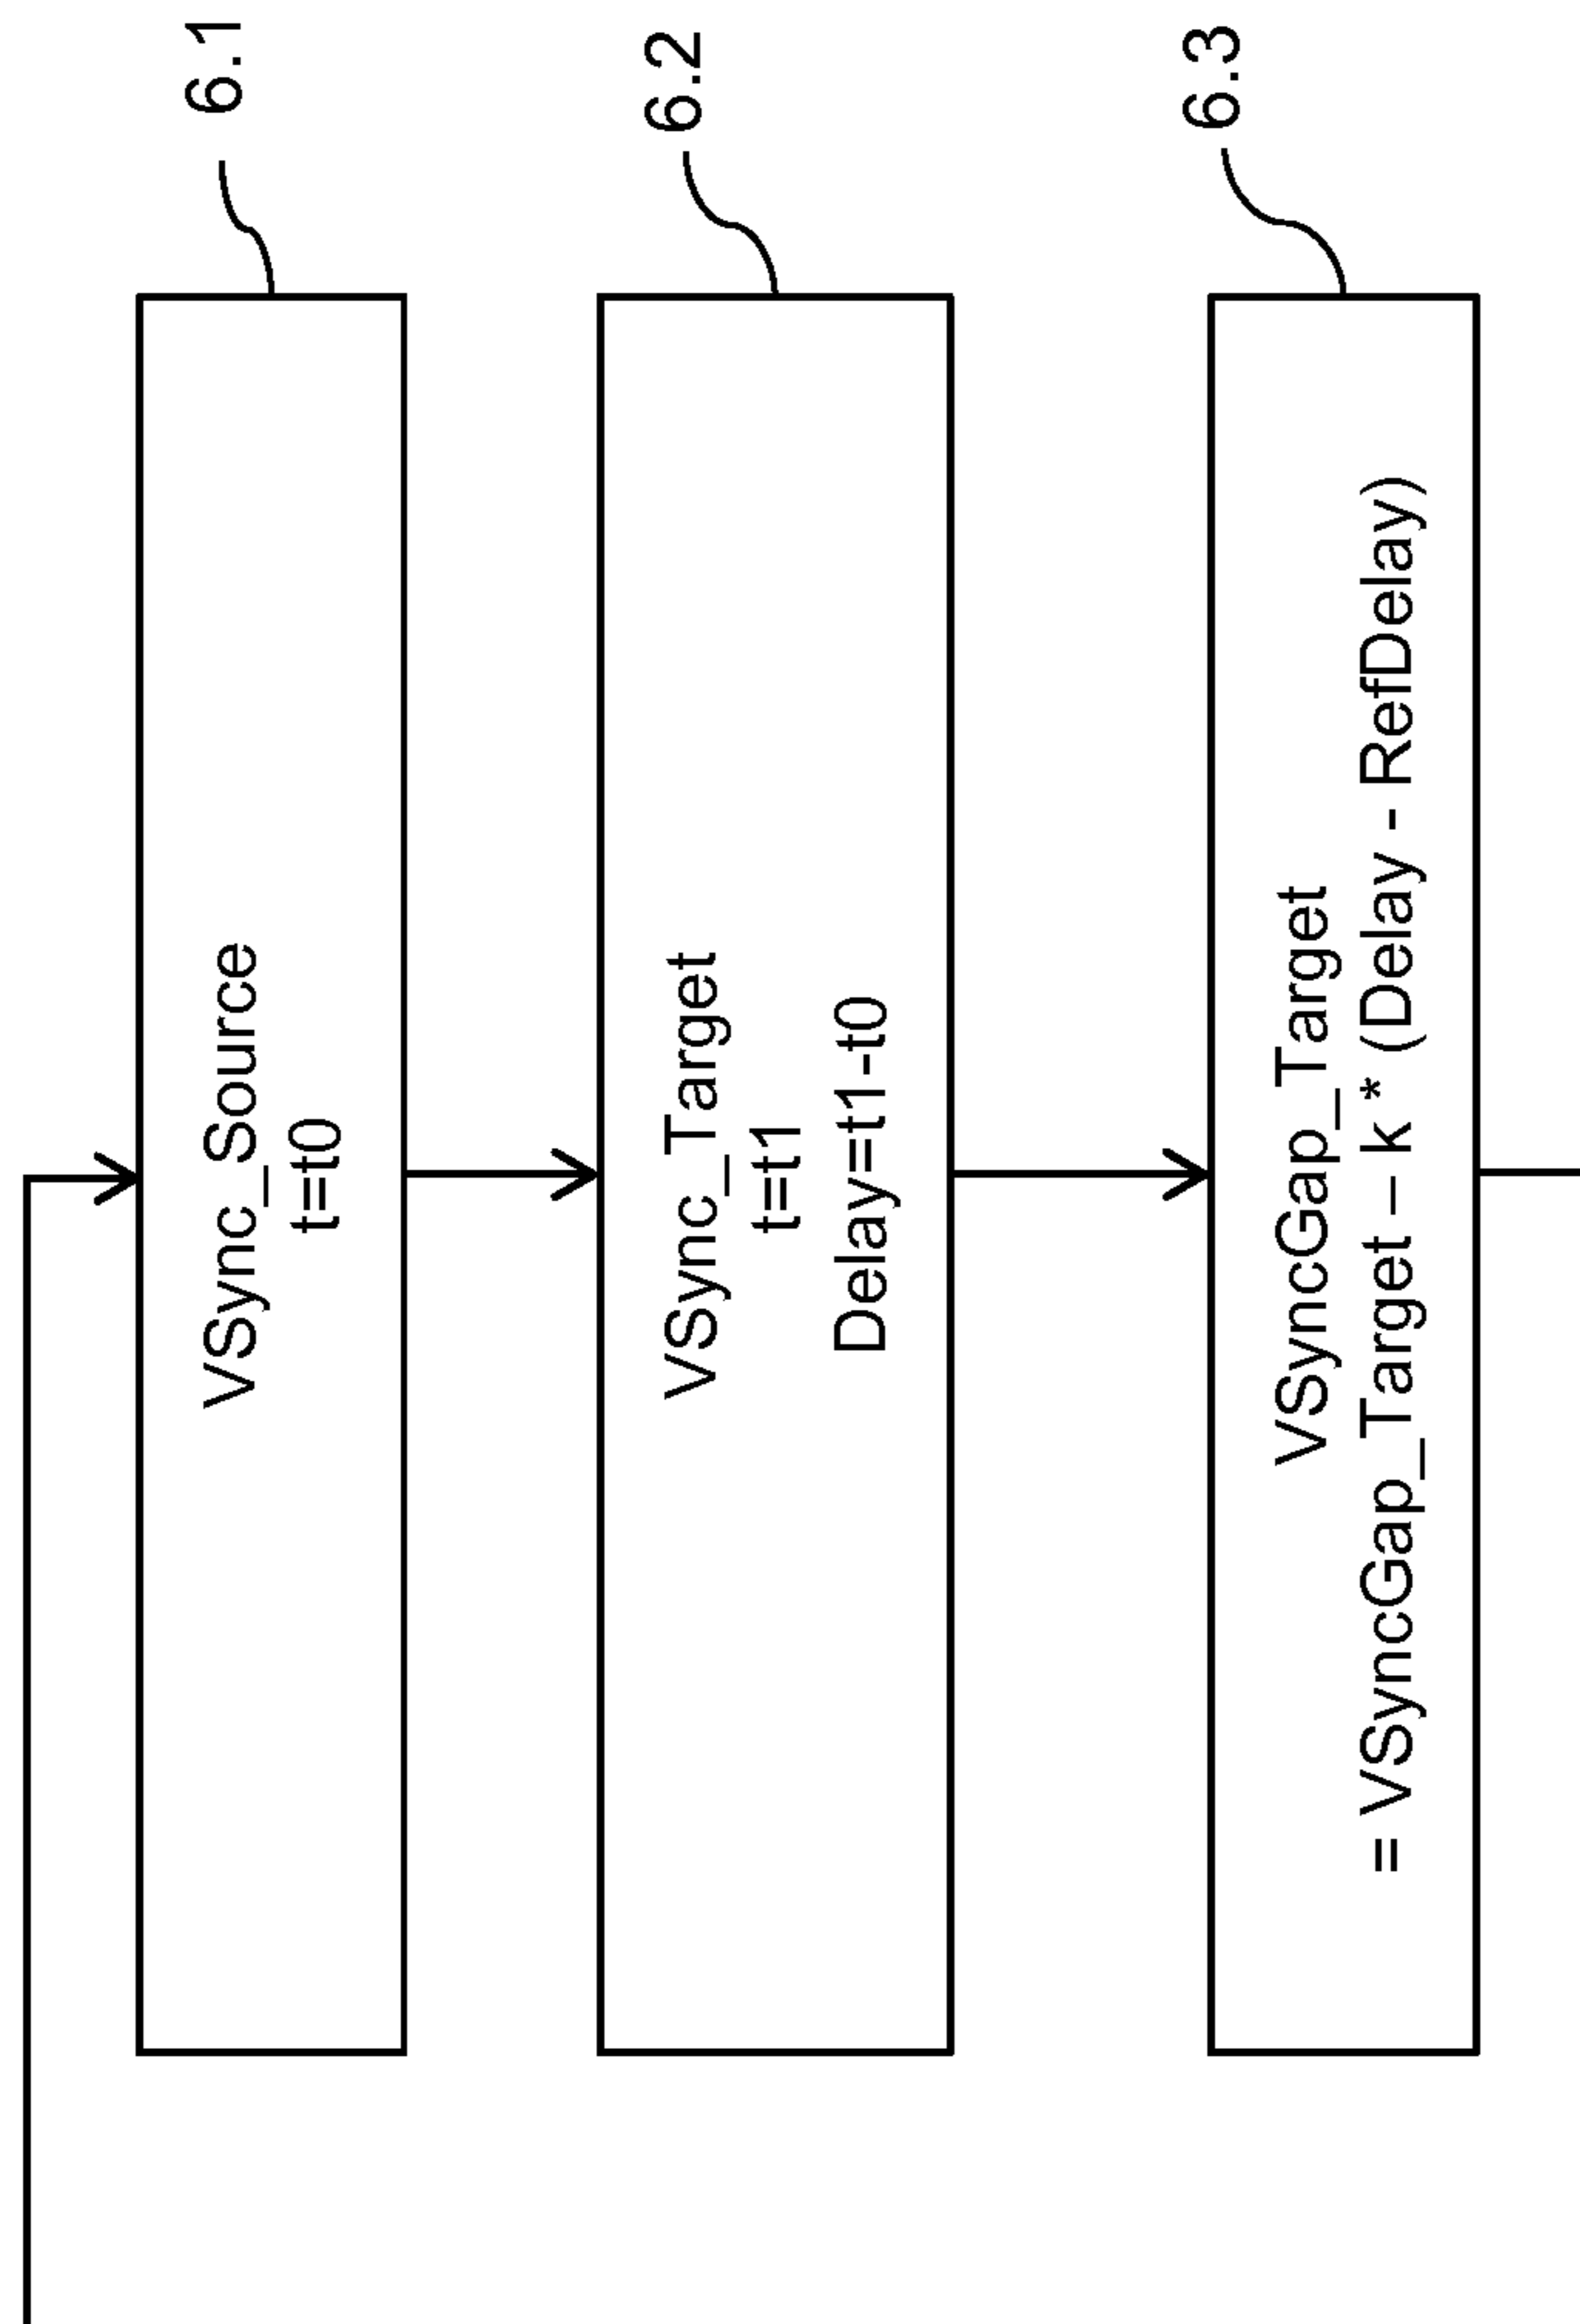 6.1
VSync_Source
t=t0
6.2
VSync_Target
t=t1
Delay=t1-t0
6.3
VSyncGap_Target
= VSyncGap_Target – k * (Delay - RefDelay)